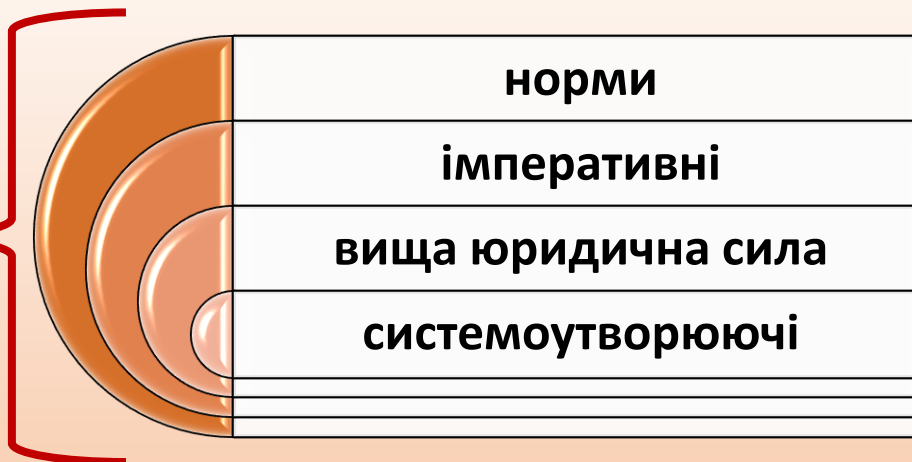 норми
імперативні
вища юридична сила
системоутворюючі